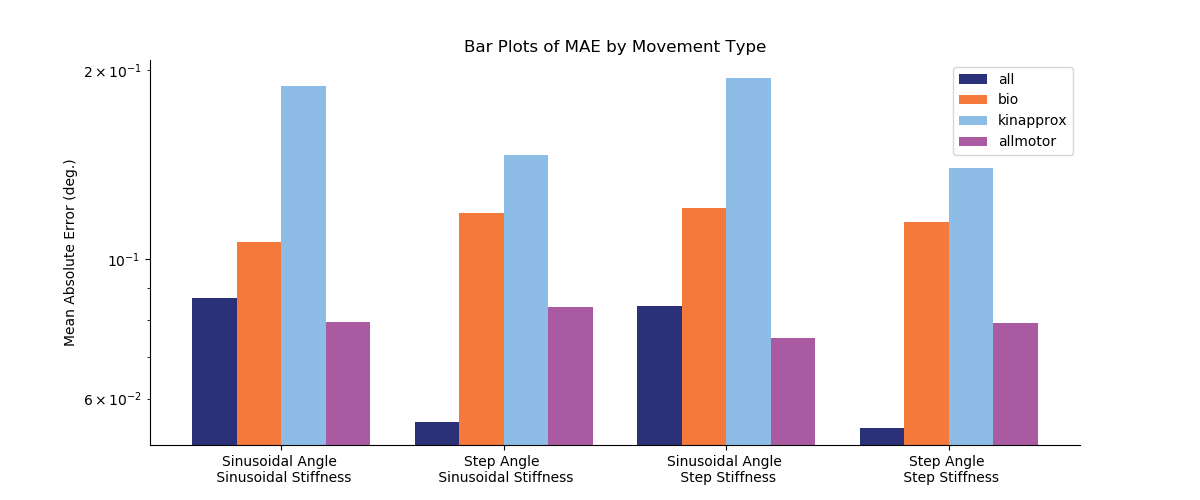 Bar Plots of MAE by Movement Type
Mean Absolute Error (deg.)
2 × 10⁻¹
10⁻¹
6 × 10⁻²
all
bio
kinapprox
allmotor
Sinusoidal Angle
Sinusoidal Stiffness
Step Angle
Sinusoidal Stiffness
Sinusoidal Angle
Step Stiffness
Step Angle
Step Stiffness